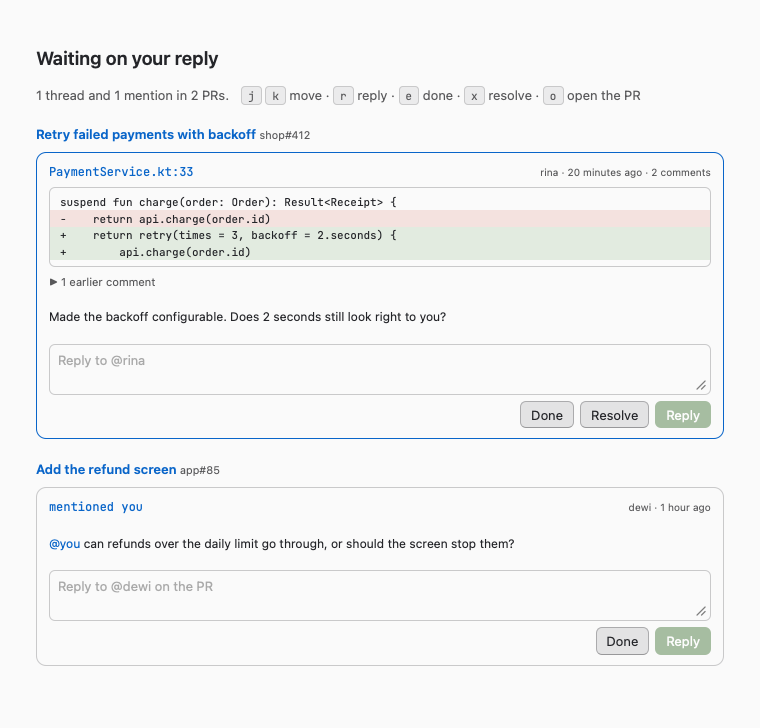 Waiting on your reply
1 thread and 1 mention in 2 PRs. j k move · r reply · e done · x resolve · o open the PR
Retry failed payments with backoff shop#412
PaymentService.kt:33 rina · 20 minutes ago · 2 comments
suspend fun charge(order: Order): Result<Receipt> {
-    return api.charge(order.id)
+    return retry(times = 3, backoff = 2.seconds) {
+        api.charge(order.id)
▶ 1 earlier comment
Made the backoff configurable. Does 2 seconds still look right to you?
Reply to @rina
Done Resolve Reply
Add the refund screen app#85
mentioned you dewi · 1 hour ago
@you can refunds over the daily limit go through, or should the screen stop them?
Reply to @dewi on the PR
Done Reply